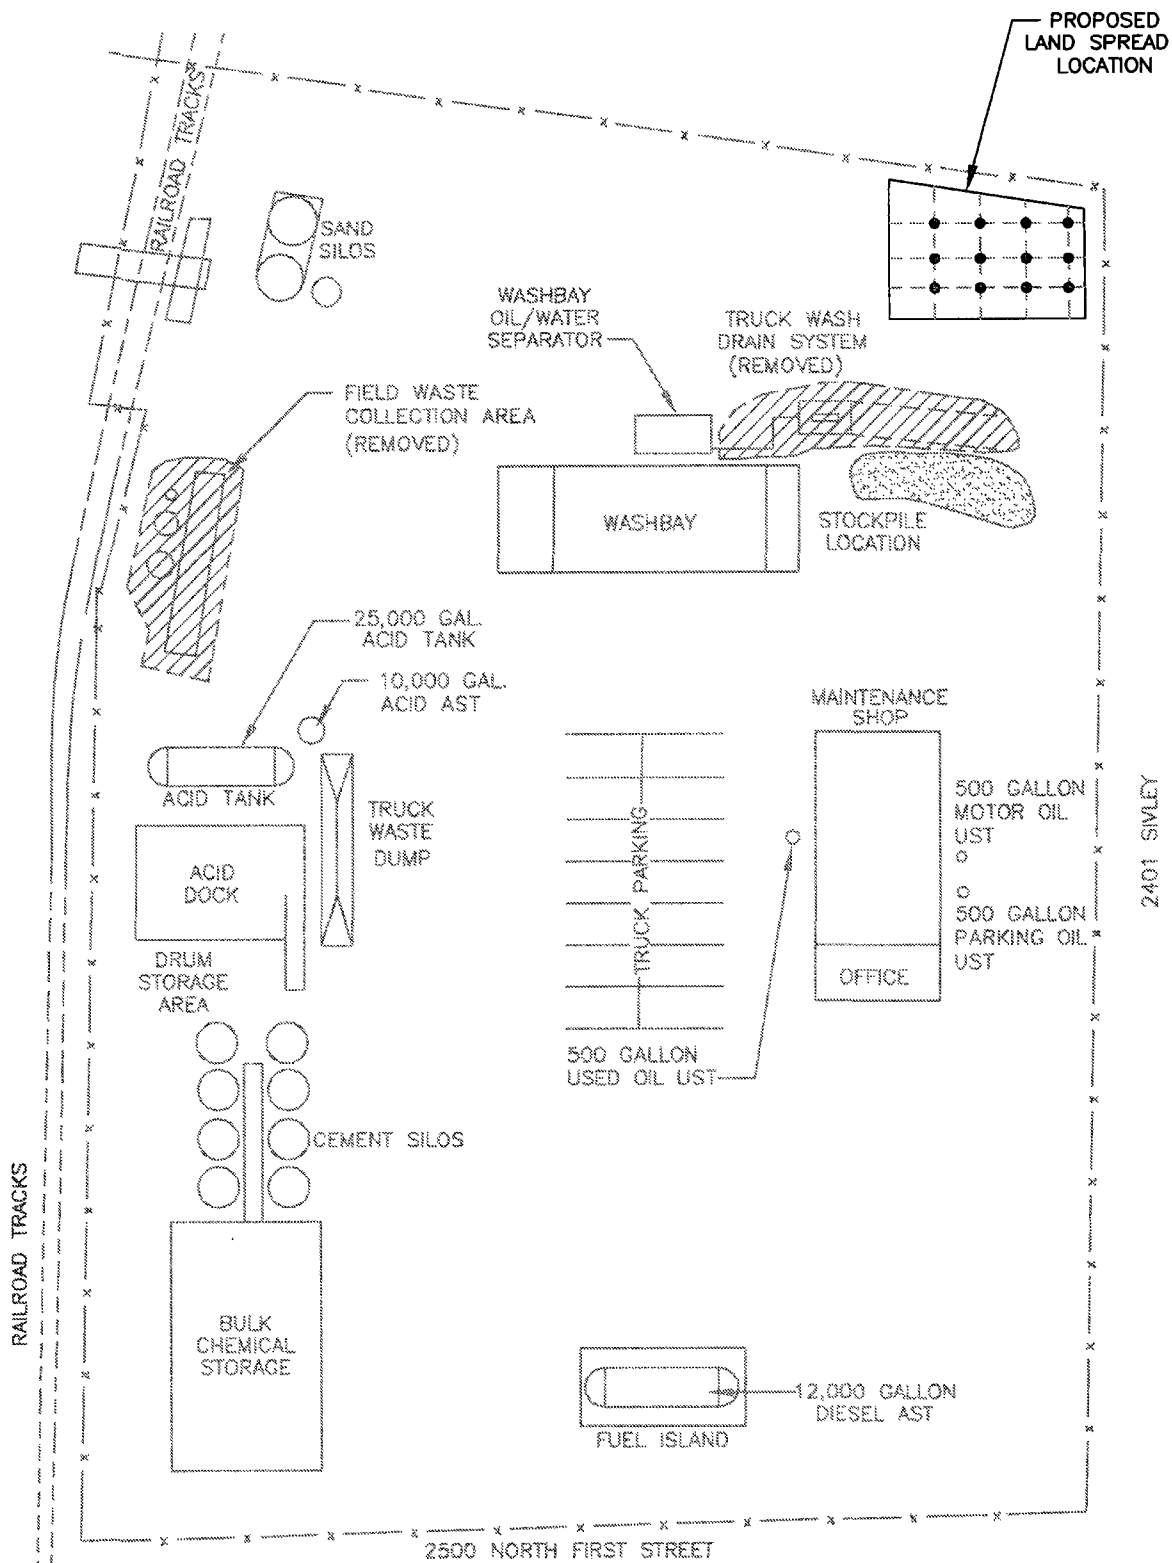 PROPOSED
LAND SPREAD
LOCATION
RAILROAD TRACKS
SAND
SILOS
WASHBAY
OIL/WATER
SEPARATOR
TRUCK WASH
DRAIN SYSTEM
(REMOVED)
FIELD WASTE
COLLECTION AREA
(REMOVED)
WASHBAY
STOCKPILE
LOCATION
25,000 GAL.
ACID TANK
10,000 GAL.
ACID AST
MAINTENANCE
SHOP
ACID TANK
TRUCK
WASTE
DUMP
TRUCK PARKING
500 GALLON
MOTOR OIL
UST
2401 SIVLEY
ACID
DOCK
500 GALLON
PARKING OIL
UST
DRUM
STORAGE
AREA
OFFICE
500 GALLON
USED OIL UST
CEMENT SILOS
RAILROAD TRACKS
BULK
CHEMICAL
STORAGE
12,000 GALLON
DIESEL AST
FUEL ISLAND
2500 NORTH FIRST STREET